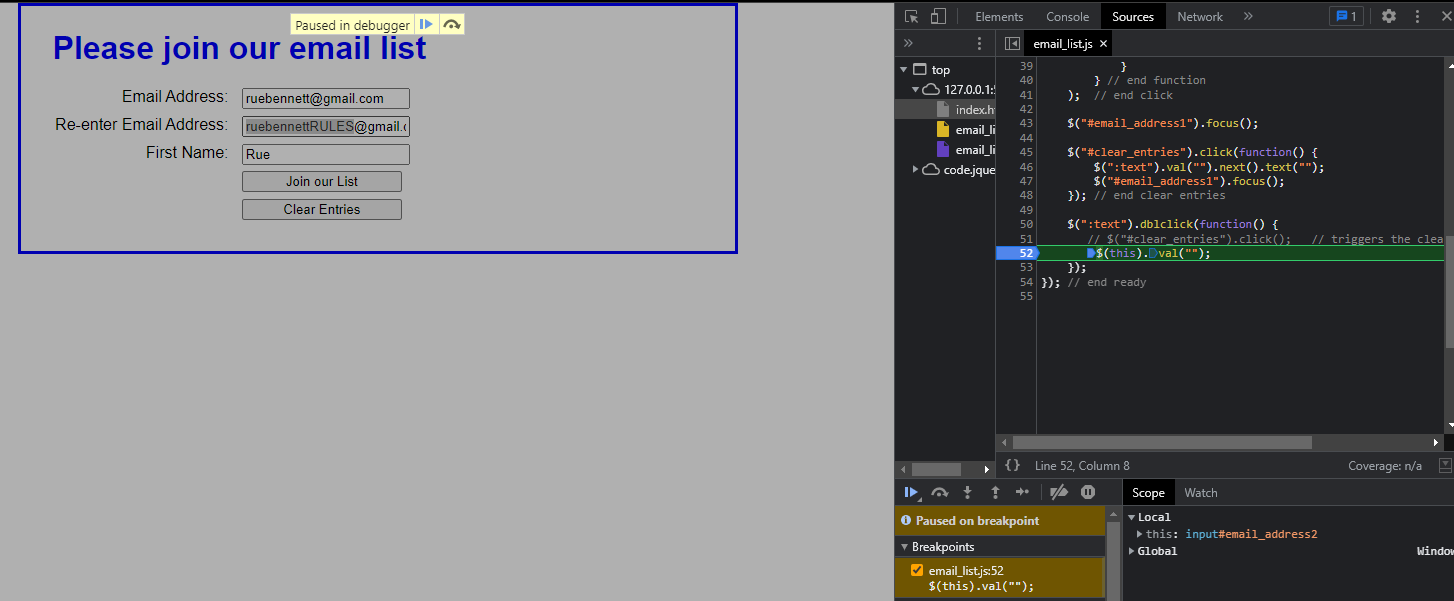 Paused in debugger
Please join our email list
Email Address: ruebennett@gmail.com
Re-enter Email Address: ruebennettRULES@gmail.c
First Name: Rue
Join our List
Clear Entries
Elements Console Sources Network » 1
» email_list.js ×
top
127.0.0.1:5
index.h
email_li
email_li
code.jque
39 }
40 } // end function
41 ); // end click
42
43 $("#email_address1").focus();
44
45 $("#clear_entries").click(function() {
46 $(":text").val("").next().text("");
47 $("#email_address1").focus();
48 }); // end clear entries
49
50 $(":text").dblclick(function() {
51 // $("#clear_entries").click(); // triggers the clea
52 $(this).val("");
53 });
54 }); // end ready
55
{} Line 52, Column 8 Coverage: n/a
Scope Watch
Paused on breakpoint
Breakpoints
email_list.js:52
$(this).val("");
Local
this: input#email_address2
Global Window